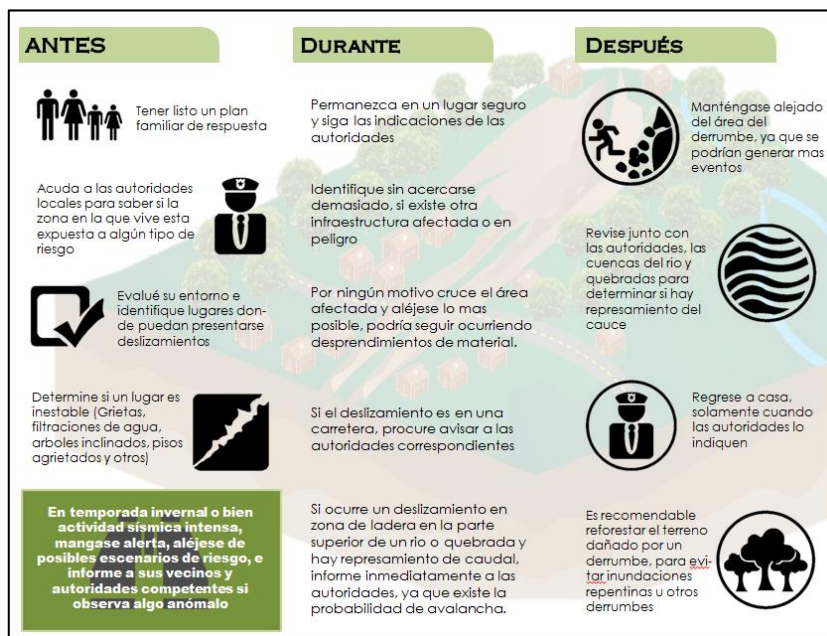 ANTES
Tener listo un plan
familiar de respuesta
Acuda a las autoridades
locales para saber si la
zona en la que vive esta
expuesta a algún tipo de
riesgo
Evalué su entorno e
identifique lugares don-
de puedan presentarse
deslizamientos
Determine si un lugar es
inestable (Grietas,
filtraciones de agua,
arboles inclinados, pisos
agrietados y otros)
En temporada invernal o bien
actividad sísmica intensa,
mangase alerta, aléjese de
posibles escenarios de riesgo, e
informe a sus vecinos y
autoridades competentes si
observa algo anómalo
DURANTE
Permanezca en un lugar seguro
y siga las indicaciones de las
autoridades
Identifique sin acercarse
demasiado, si existe otra
infraestructura afectada o en
peligro
Por ningún motivo cruce el área
afectada y aléjese lo mas
posible, podría seguir ocurriendo
desprendimientos de material.
Si el deslizamiento es en una
carretera, procure avisar a las
autoridades correspondientes
Si ocurre un deslizamiento en
zona de ladera en la parte
superior de un rio o quebrada y
hay represamiento de caudal,
informe inmediatamente a las
autoridades, ya que existe la
probabilidad de avalancha.
DESPUÉS
Manténgase alejado
del área del
derrumbe, ya que se
podrían generar mas
eventos
Revise junto con
las autoridades, las
cuencas del rio y
quebradas para
determinar si hay
represamiento del
cauce
Regrese a casa,
solamente cuando
las autoridades lo
indiquen
Es recomendable
reforestar el terreno
dañado por un
derrumbe, para evi-
tar inundaciones
repentinas u otros
derrumbes